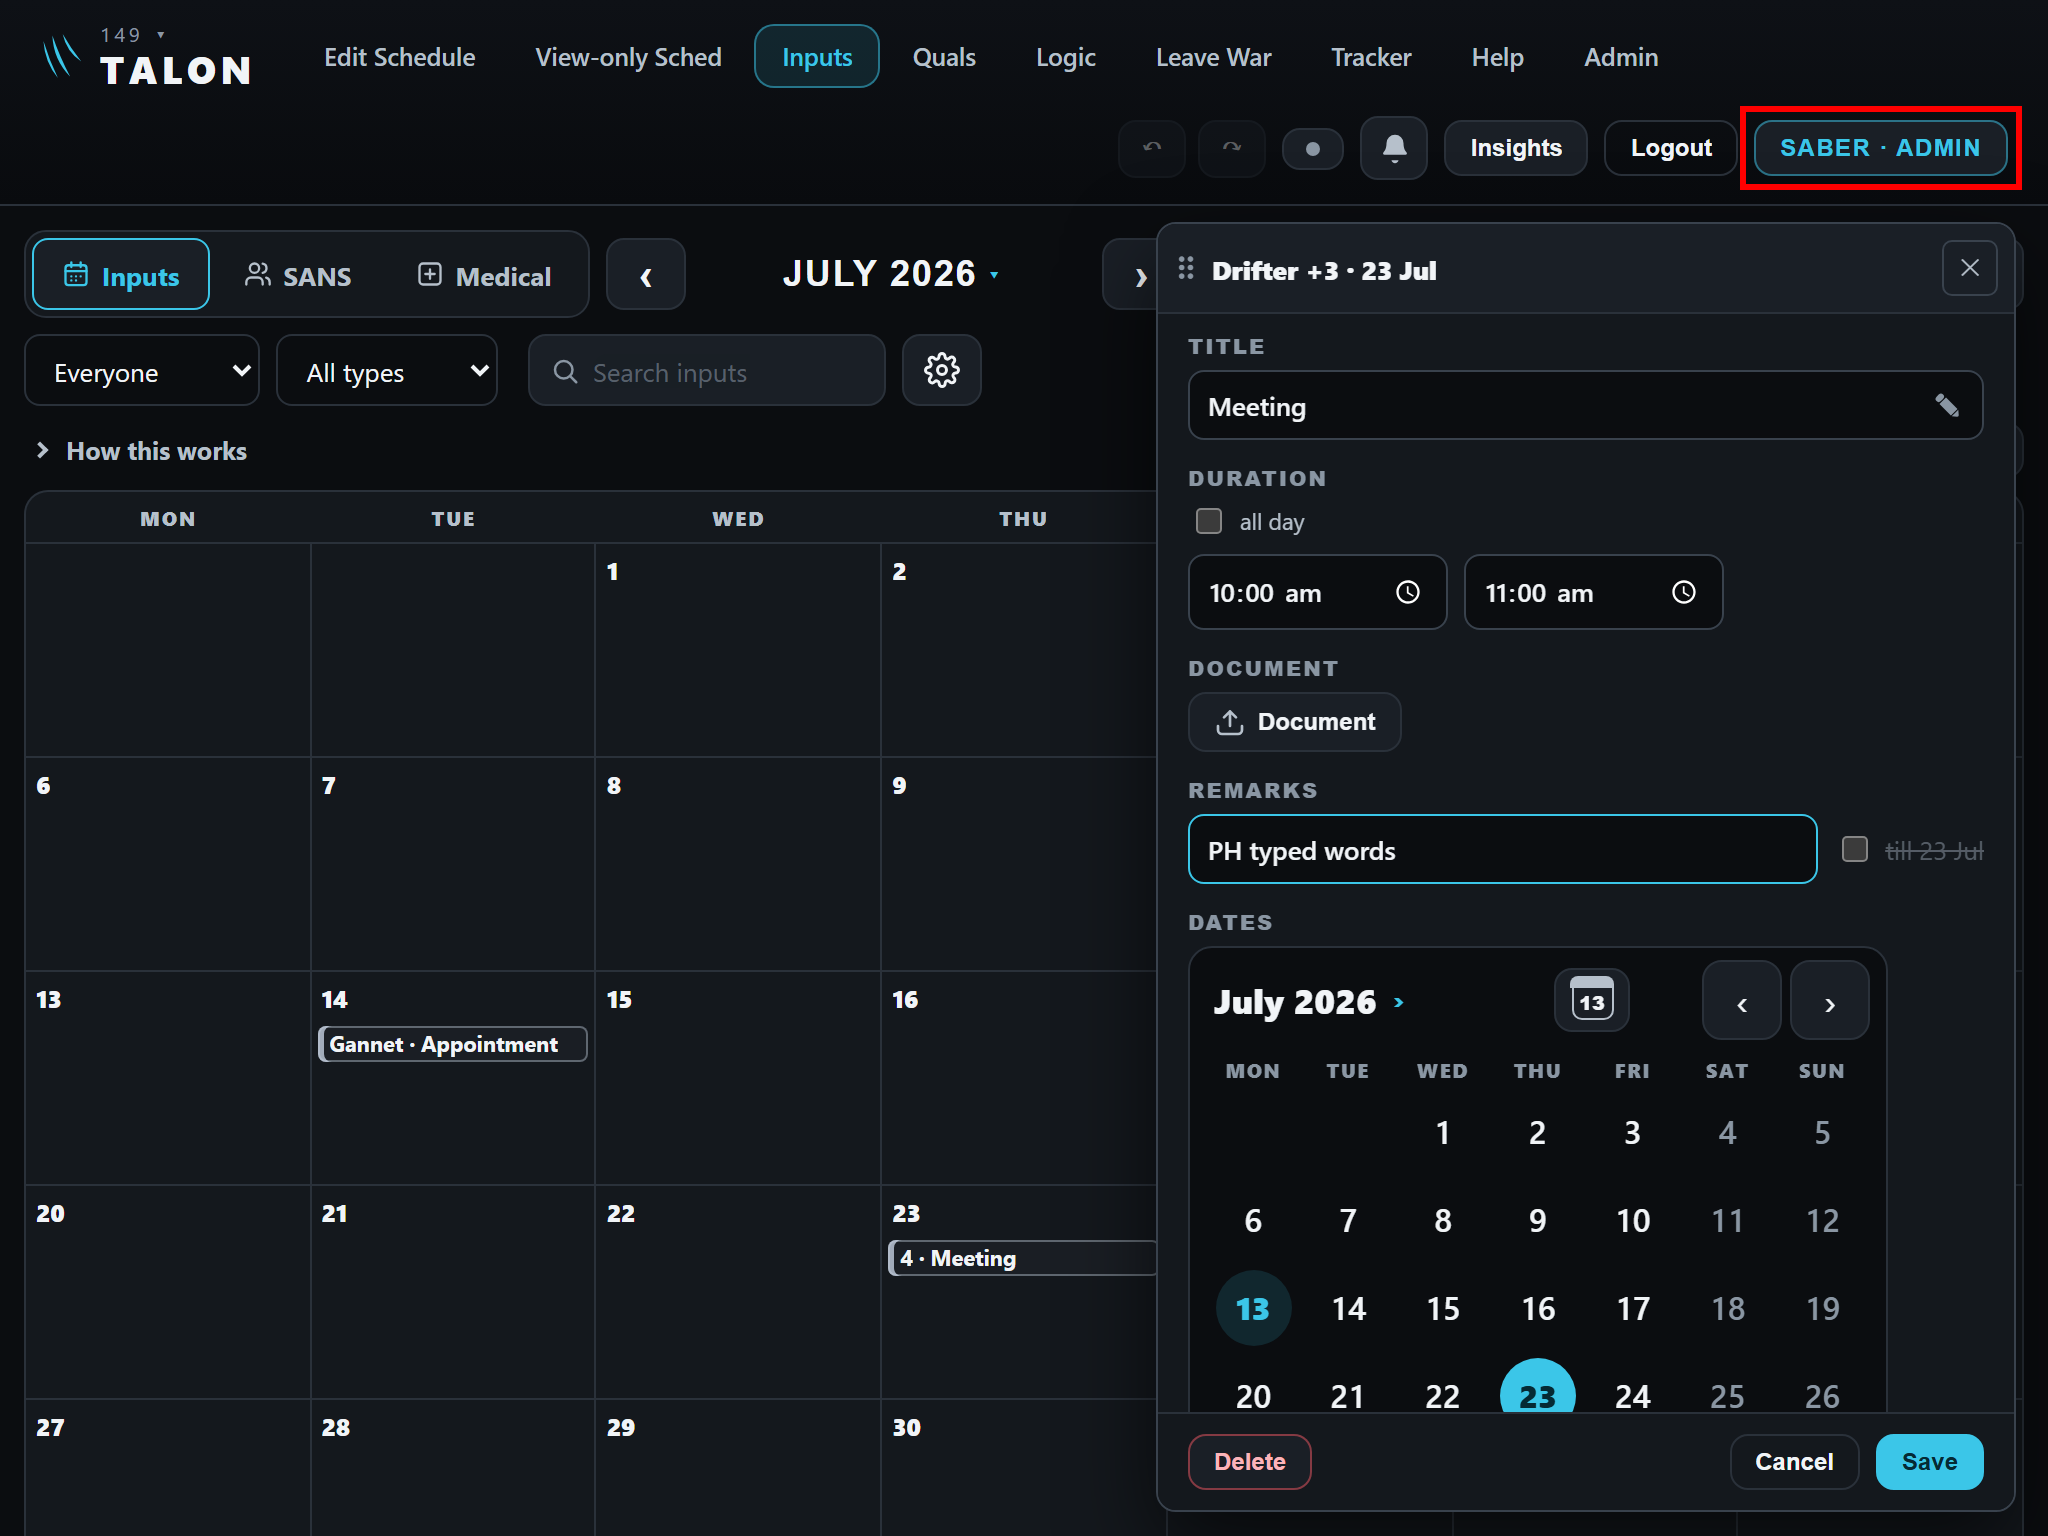 149 ▾
TALON
Edit Schedule
View-only Sched
Inputs
Quals
Logic
Leave War
Tracker
Help
Admin
Insights
Logout
SABER · ADMIN
Inputs
SANS
Medical
‹
JULY 2026 ▾
›
Everyone
All types
Search inputs
How this works
MON TUE WED THU
1 2
6 7 8 9
13 14 15 16
Gannet · Appointment
20 21 22 23
4 · Meeting
27 28 29 30
Drifter +3 · 23 Jul
TITLE
Meeting
DURATION
all day
10:00 am
11:00 am
DOCUMENT
Document
REMARKS
PH typed words
till 23 Jul
DATES
July 2026 ›
13
‹ ›
MON TUE WED THU FRI SAT SUN
1 2 3 4 5
6 7 8 9 10 11 12
13 14 15 16 17 18 19
20 21 22 23 24 25 26
Delete
Cancel
Save